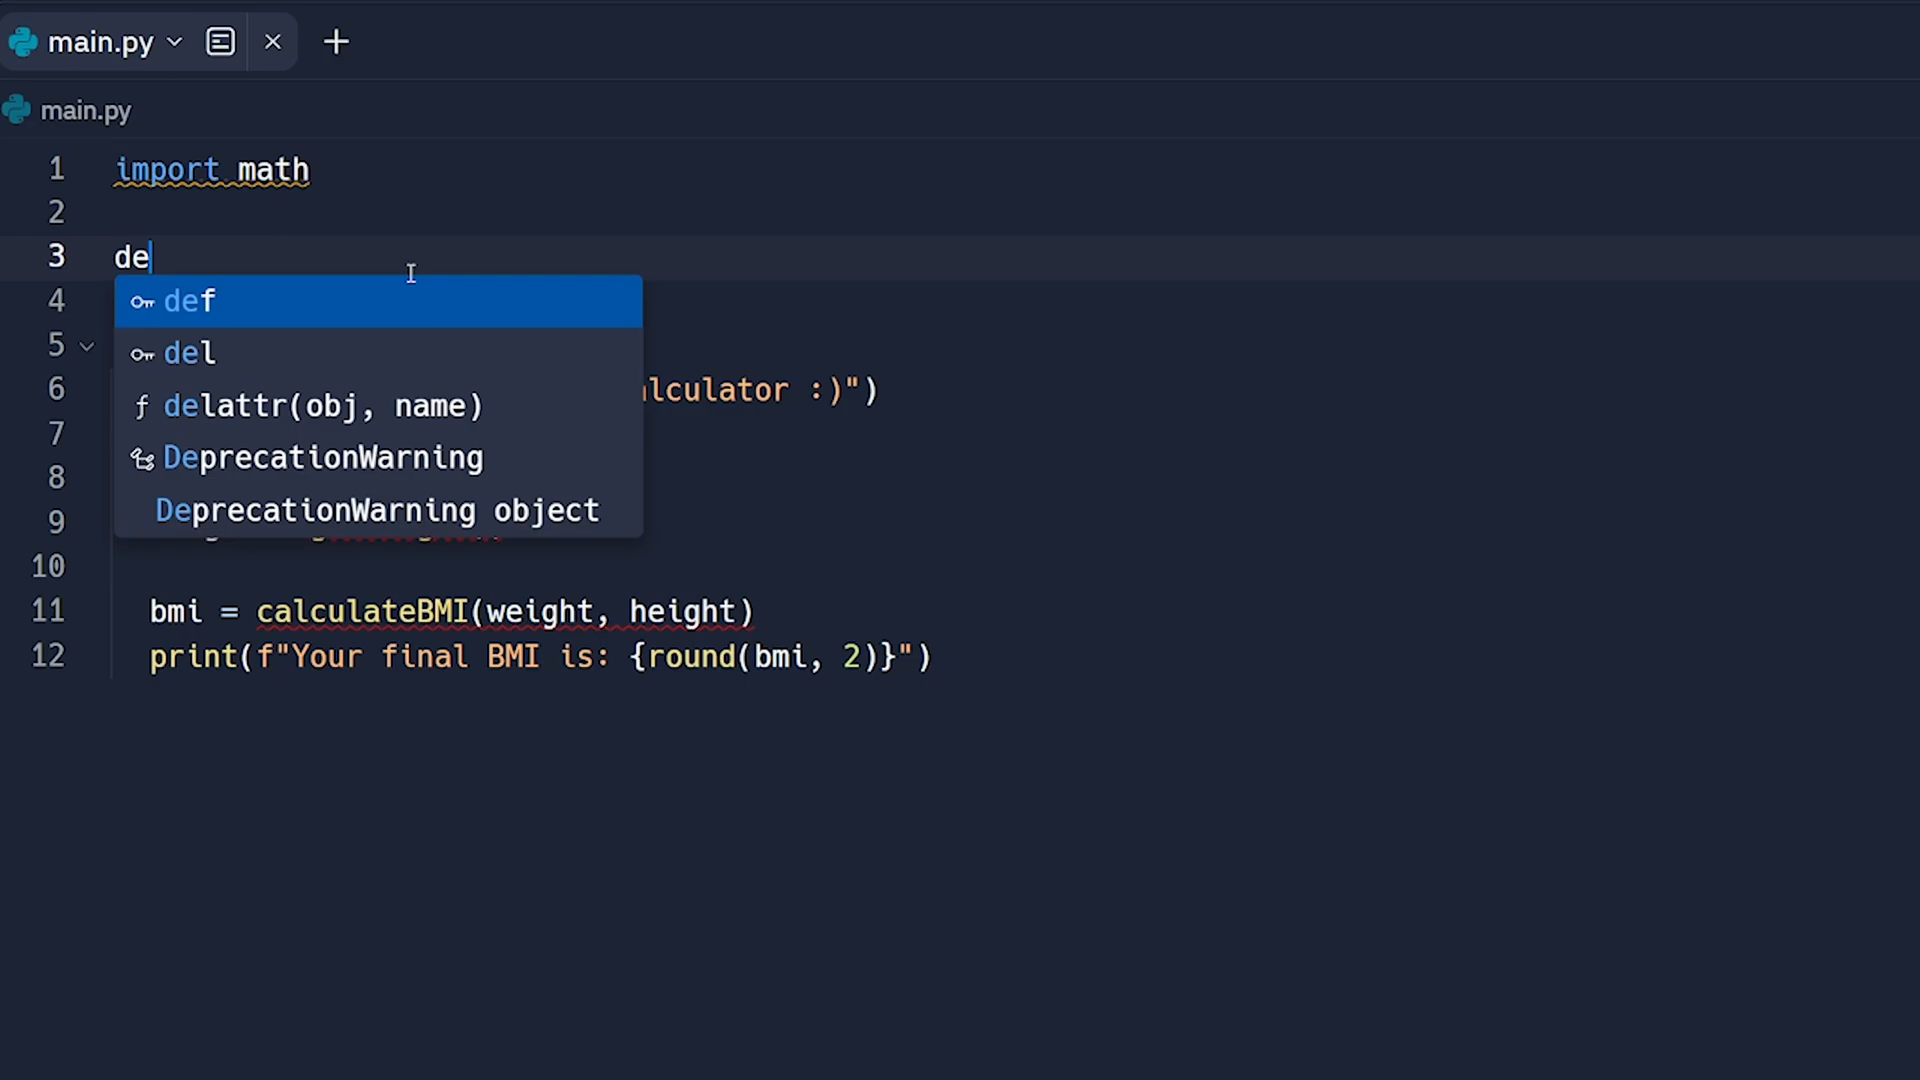 main.py
main.py
1 import math
2
3 de
def
4
del
5
delattr(obj, name)
6 lculator :)")
7
DeprecationWarning
8
DeprecationWarning object
9
10
11 bmi = calculateBMI(weight, height)
12 print(f"Your final BMI is: {round(bmi, 2)}")